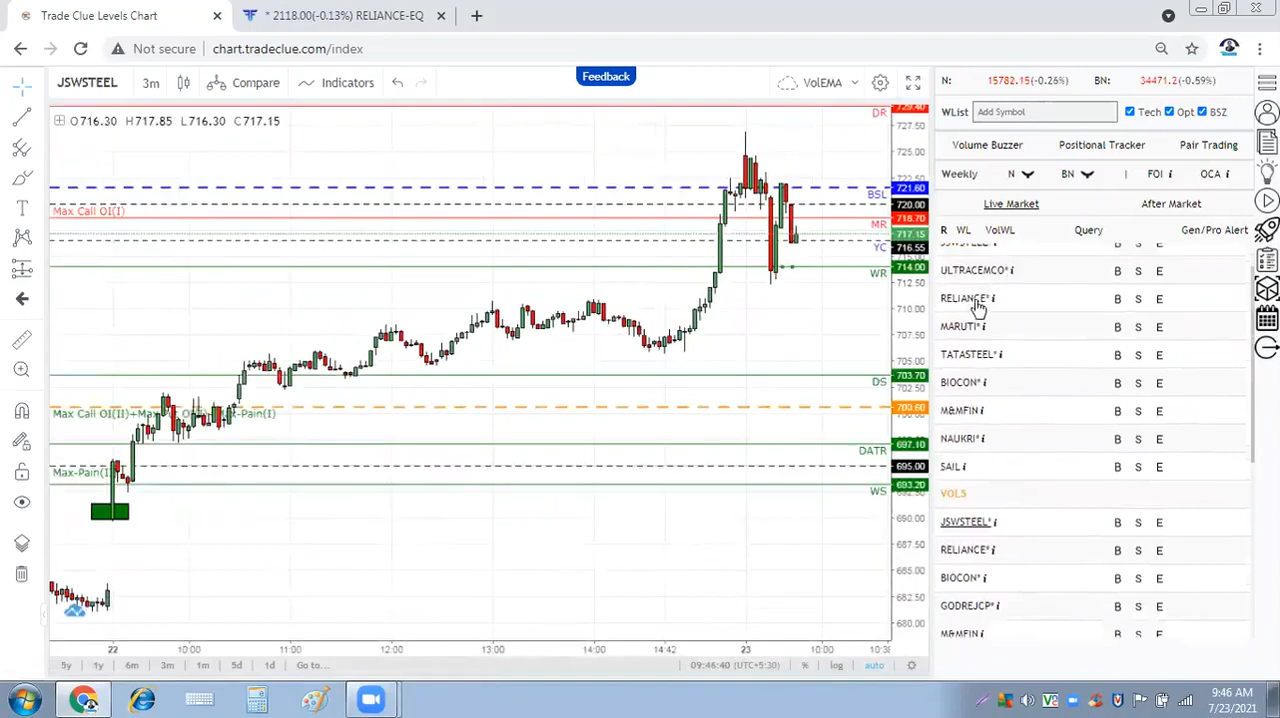 Trade Clue Levels Chart
* 2118.00(-0.13%) RELIANCE-EQ
Not secure
chart.tradeclue.com/index
JSWSTEEL
3m
Compare
Indicators
Feedback
VolEMA
N: 15782.15(-0.26%) BN: 34471.2(-0.59%)
WList
Add Symbol
Tech
Opt
BSZ
O716.30 H717.85 L716.30 C717.15
Volume Buzzer
Positional Tracker
Pair Trading
Weekly N BN | FOI i OCA i
Live Market
After Market
R WL VolWL Query Gen/Pro Alert
ULTRACEMCO*i B S E
RELIANCE*i B S E
MARUTI*i B S E
TATASTEEL*i B S E
BIOCON*i B S E
M&MFIN i B S E
NAUKRI*i B S E
SAIL i B S E
VOL5
JSWSTEEL*i B S E
RELIANCE*i B S E
BIOCON*i B S E
GODREJCP*i B S E
M&MFIN i B S E
DR
727.50
725.00
BSL
721.60
720.00
Max Call OI(I)
MR
718.70
717.15
YC
716.55
WR
714.00
712.50
710.00
707.50
705.00
DS
703.70
702.50
700.60
DATR
697.10
Max-Pain(I)
695.00
WS
693.20
690.00
687.50
685.00
682.50
680.00
22
10:00
11:00
12:00
13:00
14:00
14:42
23
10:00
5y
1y
6m
3m
1m
5d
1d
Go to...
09:46:40 (UTC+5:30)
%
log
auto
9:46 AM
7/23/2021